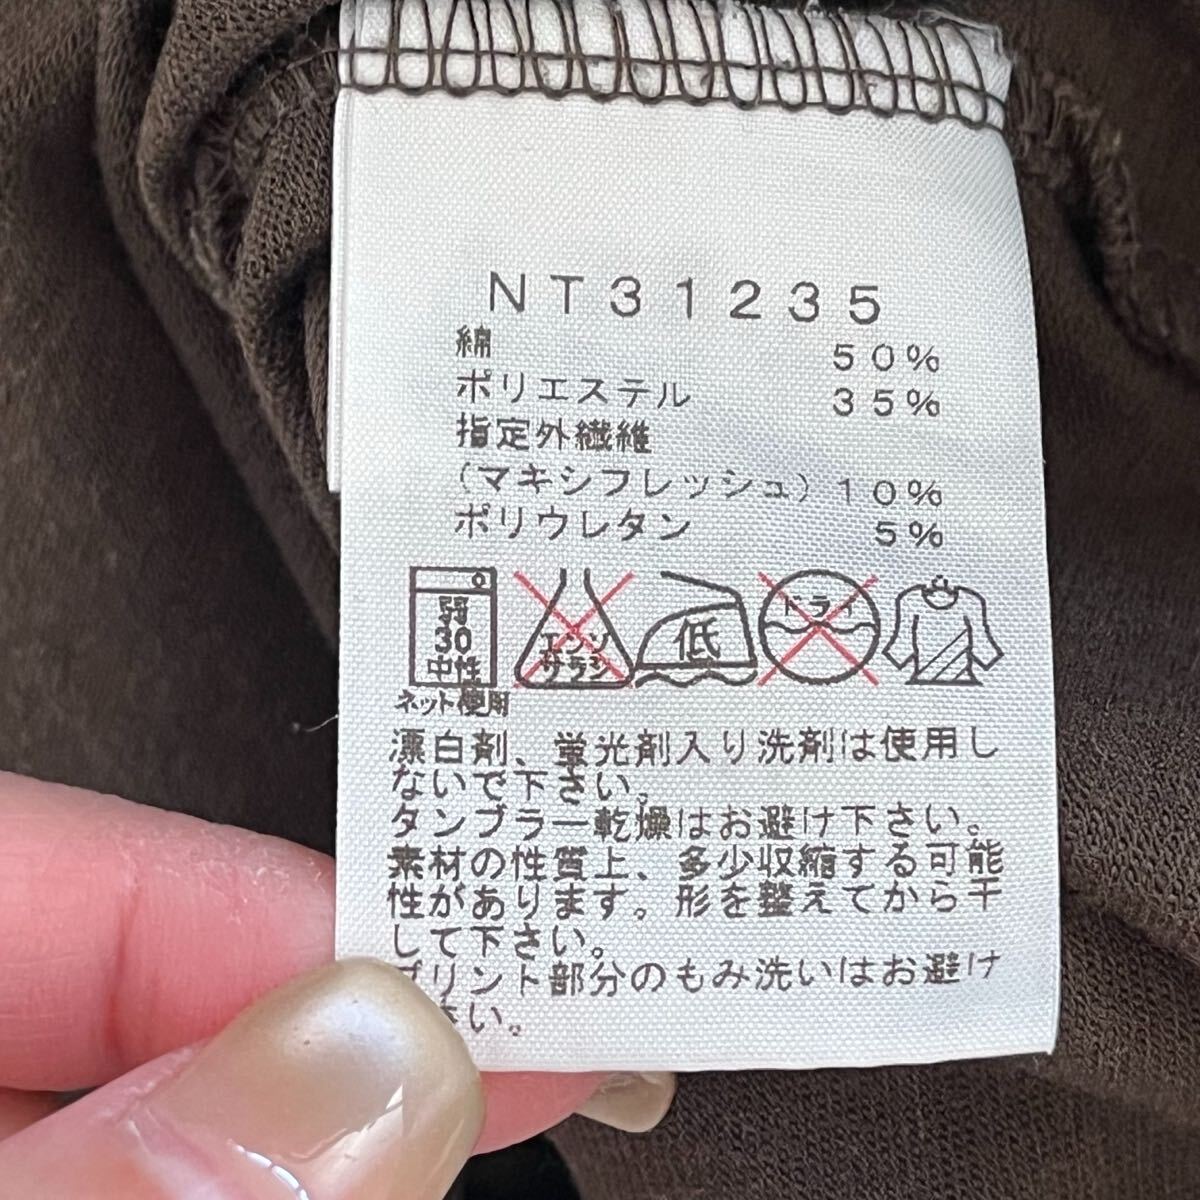 NT31235
綿 50%
ポリエステル 35%
指定外繊維
(マキシフレッシュ) 10%
ポリウレタン 5%
弱
30
中性
ネット使用
エンソ
サラシ
低
ドライ
漂白剤、蛍光剤入り洗剤は使用し
ないで下さい。
タンブラー乾燥はお避け下さい。
素材の性質上、多少収縮する可能
性があります。形を整えてから干
して下さい。
プリント部分のもみ洗いはお避け
さい。